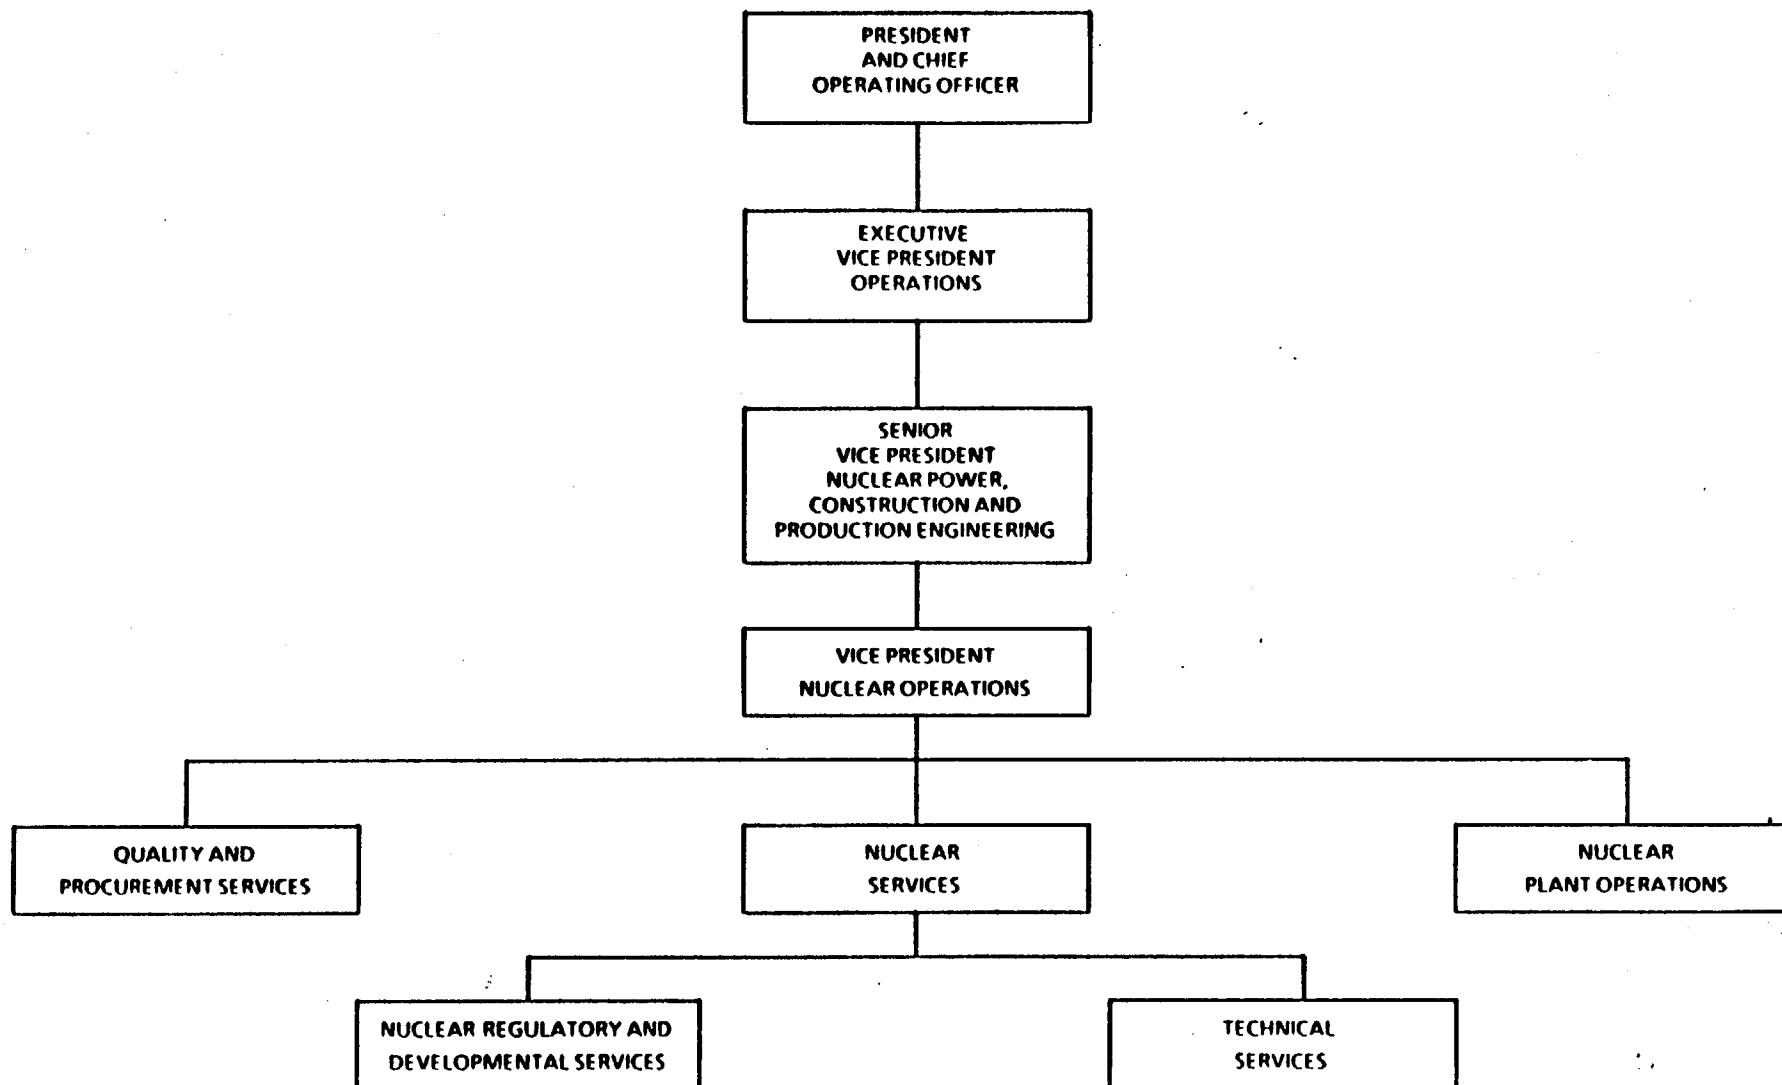 PRESIDENT
AND CHIEF
OPERATING OFFICER
EXECUTIVE
VICE PRESIDENT
OPERATIONS
SENIOR
VICE PRESIDENT
NUCLEAR POWER,
CONSTRUCTION AND
PRODUCTION ENGINEERING
VICE PRESIDENT
NUCLEAR OPERATIONS
QUALITY AND
PROCUREMENT SERVICES
NUCLEAR
SERVICES
NUCLEAR
PLANT OPERATIONS
NUCLEAR REGULATORY AND
DEVELOPMENTAL SERVICES
TECHNICAL
SERVICES